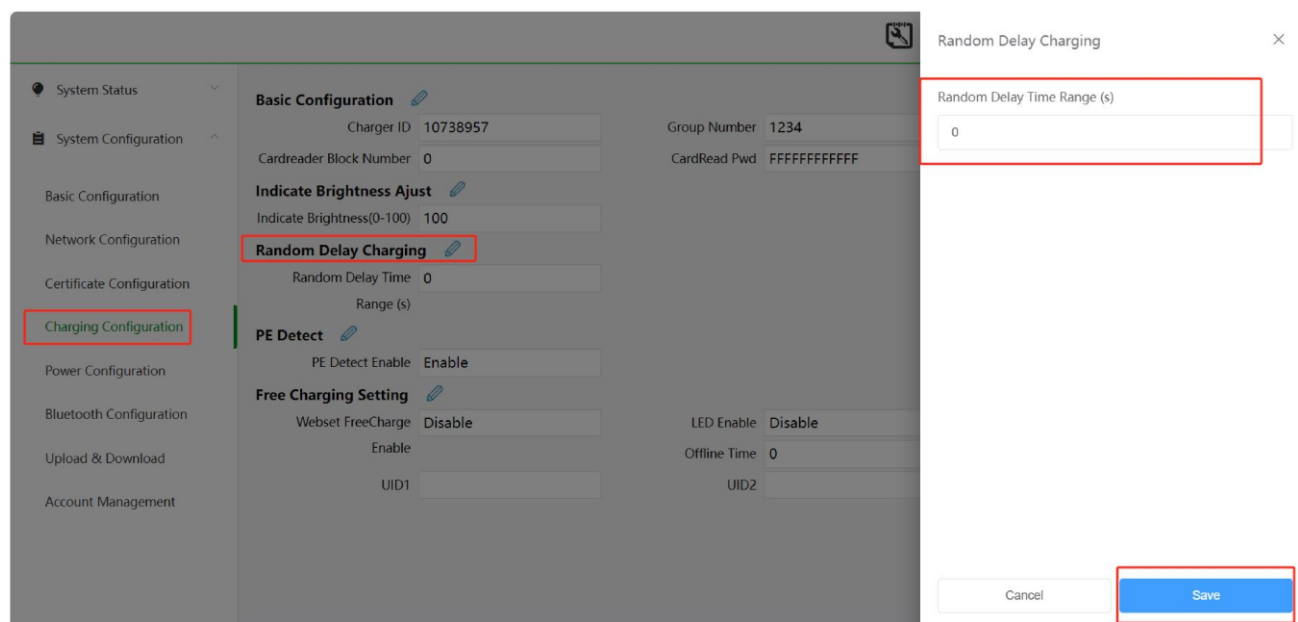 Random Delay Charging
System Status
System Configuration
Basic Configuration
Network Configuration
Certificate Configuration
Charging Configuration
Power Configuration
Bluetooth Configuration
Upload & Download
Account Management
Basic Configuration
Charger ID 10738957 Group Number 1234
Cardreader Block Number 0 CardRead Pwd FFFFFFFFFFFF
Indicate Brightness Ajust
Indicate Brightness(0-100) 100
Random Delay Charging
Random Delay Time 0
Range (s)
PE Detect
PE Detect Enable Enable
Free Charging Setting
Webset FreeCharge Disable LED Enable Disable
Enable Offline Time 0
UID1 UID2
Random Delay Time Range (s)
0
Cancel Save